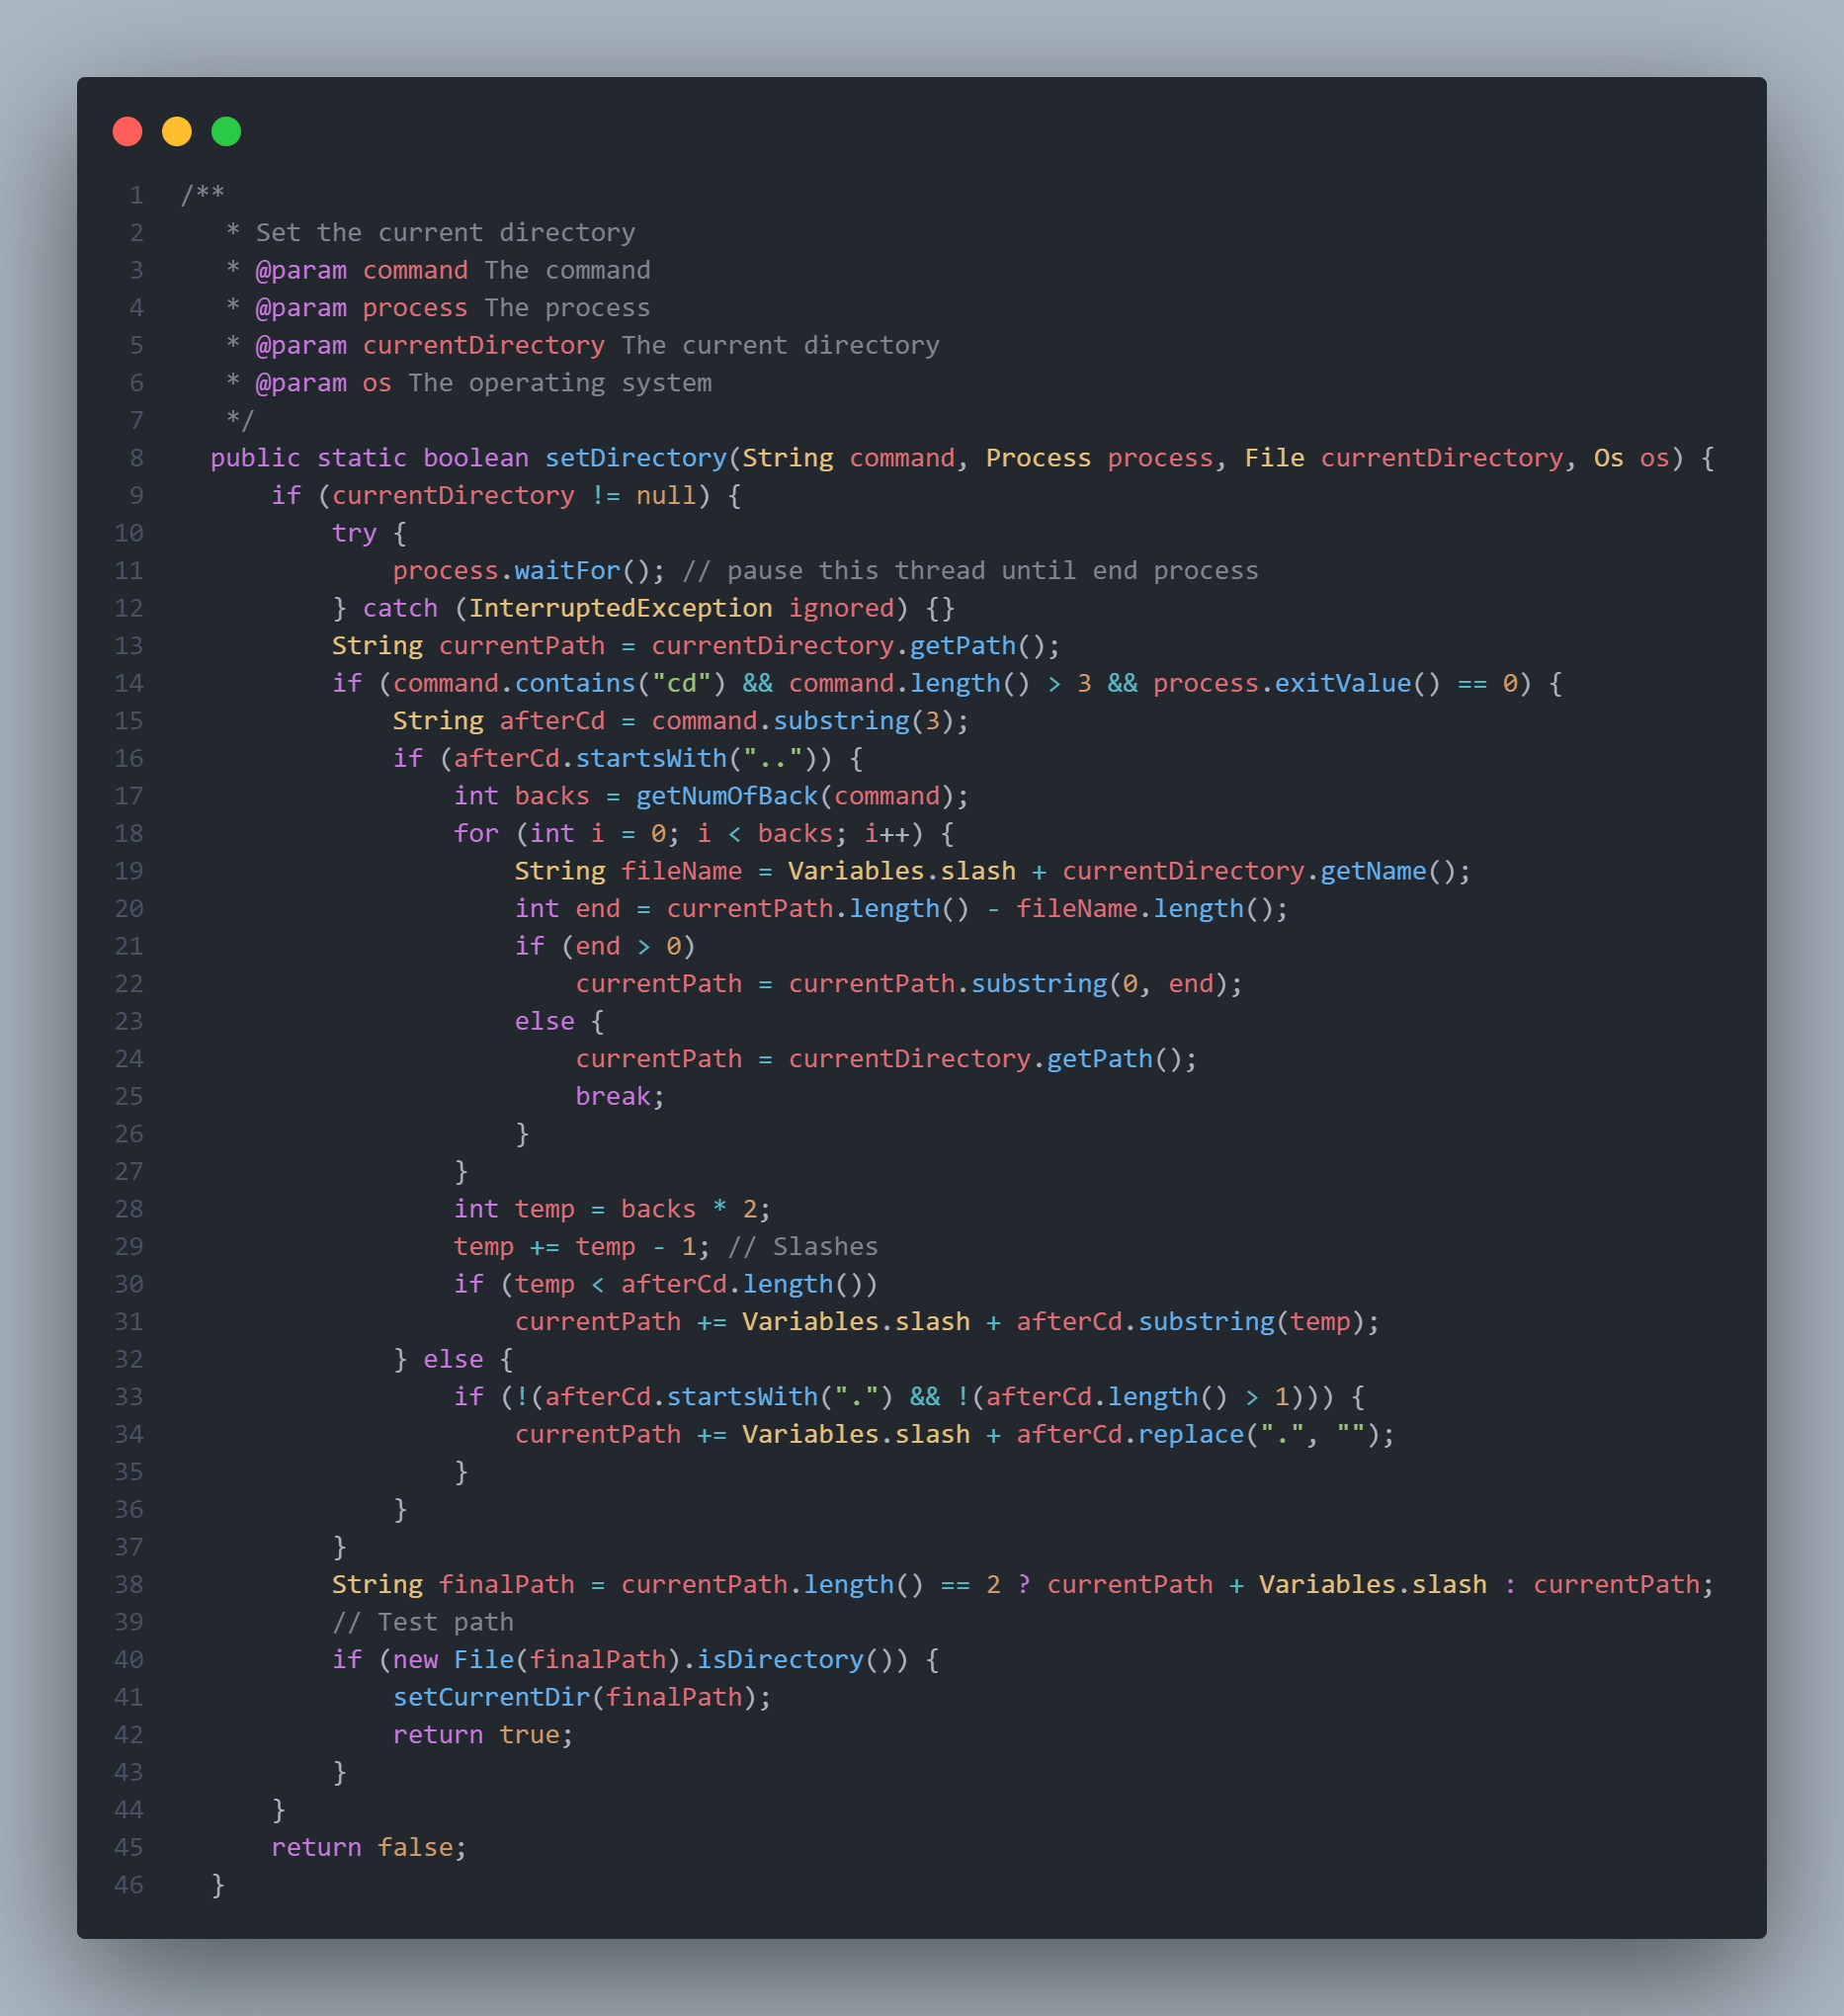 1 /**
2    * Set the current directory
3    * @param command The command
4    * @param process The process
5    * @param currentDirectory The current directory
6    * @param os The operating system
7    */
8   public static boolean setDirectory(String command, Process process, File currentDirectory, Os os) {
9       if (currentDirectory != null) {
10           try {
11               process.waitFor(); // pause this thread until end process
12           } catch (InterruptedException ignored) {}
13           String currentPath = currentDirectory.getPath();
14           if (command.contains("cd") && command.length() > 3 && process.exitValue() == 0) {
15               String afterCd = command.substring(3);
16               if (afterCd.startsWith("..")) {
17                   int backs = getNumOfBack(command);
18                   for (int i = 0; i < backs; i++) {
19                       String fileName = Variables.slash + currentDirectory.getName();
20                       int end = currentPath.length() - fileName.length();
21                       if (end > 0)
22                           currentPath = currentPath.substring(0, end);
23                       else {
24                           currentPath = currentDirectory.getPath();
25                           break;
26                       }
27                   }
28                   int temp = backs * 2;
29                   temp += temp - 1; // Slashes
30                   if (temp < afterCd.length())
31                       currentPath += Variables.slash + afterCd.substring(temp);
32               } else {
33                   if (!(afterCd.startsWith(".") && !(afterCd.length() > 1))) {
34                       currentPath += Variables.slash + afterCd.replace(".", "");
35                   }
36               }
37           }
38           String finalPath = currentPath.length() == 2 ? currentPath + Variables.slash : currentPath;
39           // Test path
40           if (new File(finalPath).isDirectory()) {
41               setCurrentDir(finalPath);
42               return true;
43           }
44       }
45       return false;
46   }